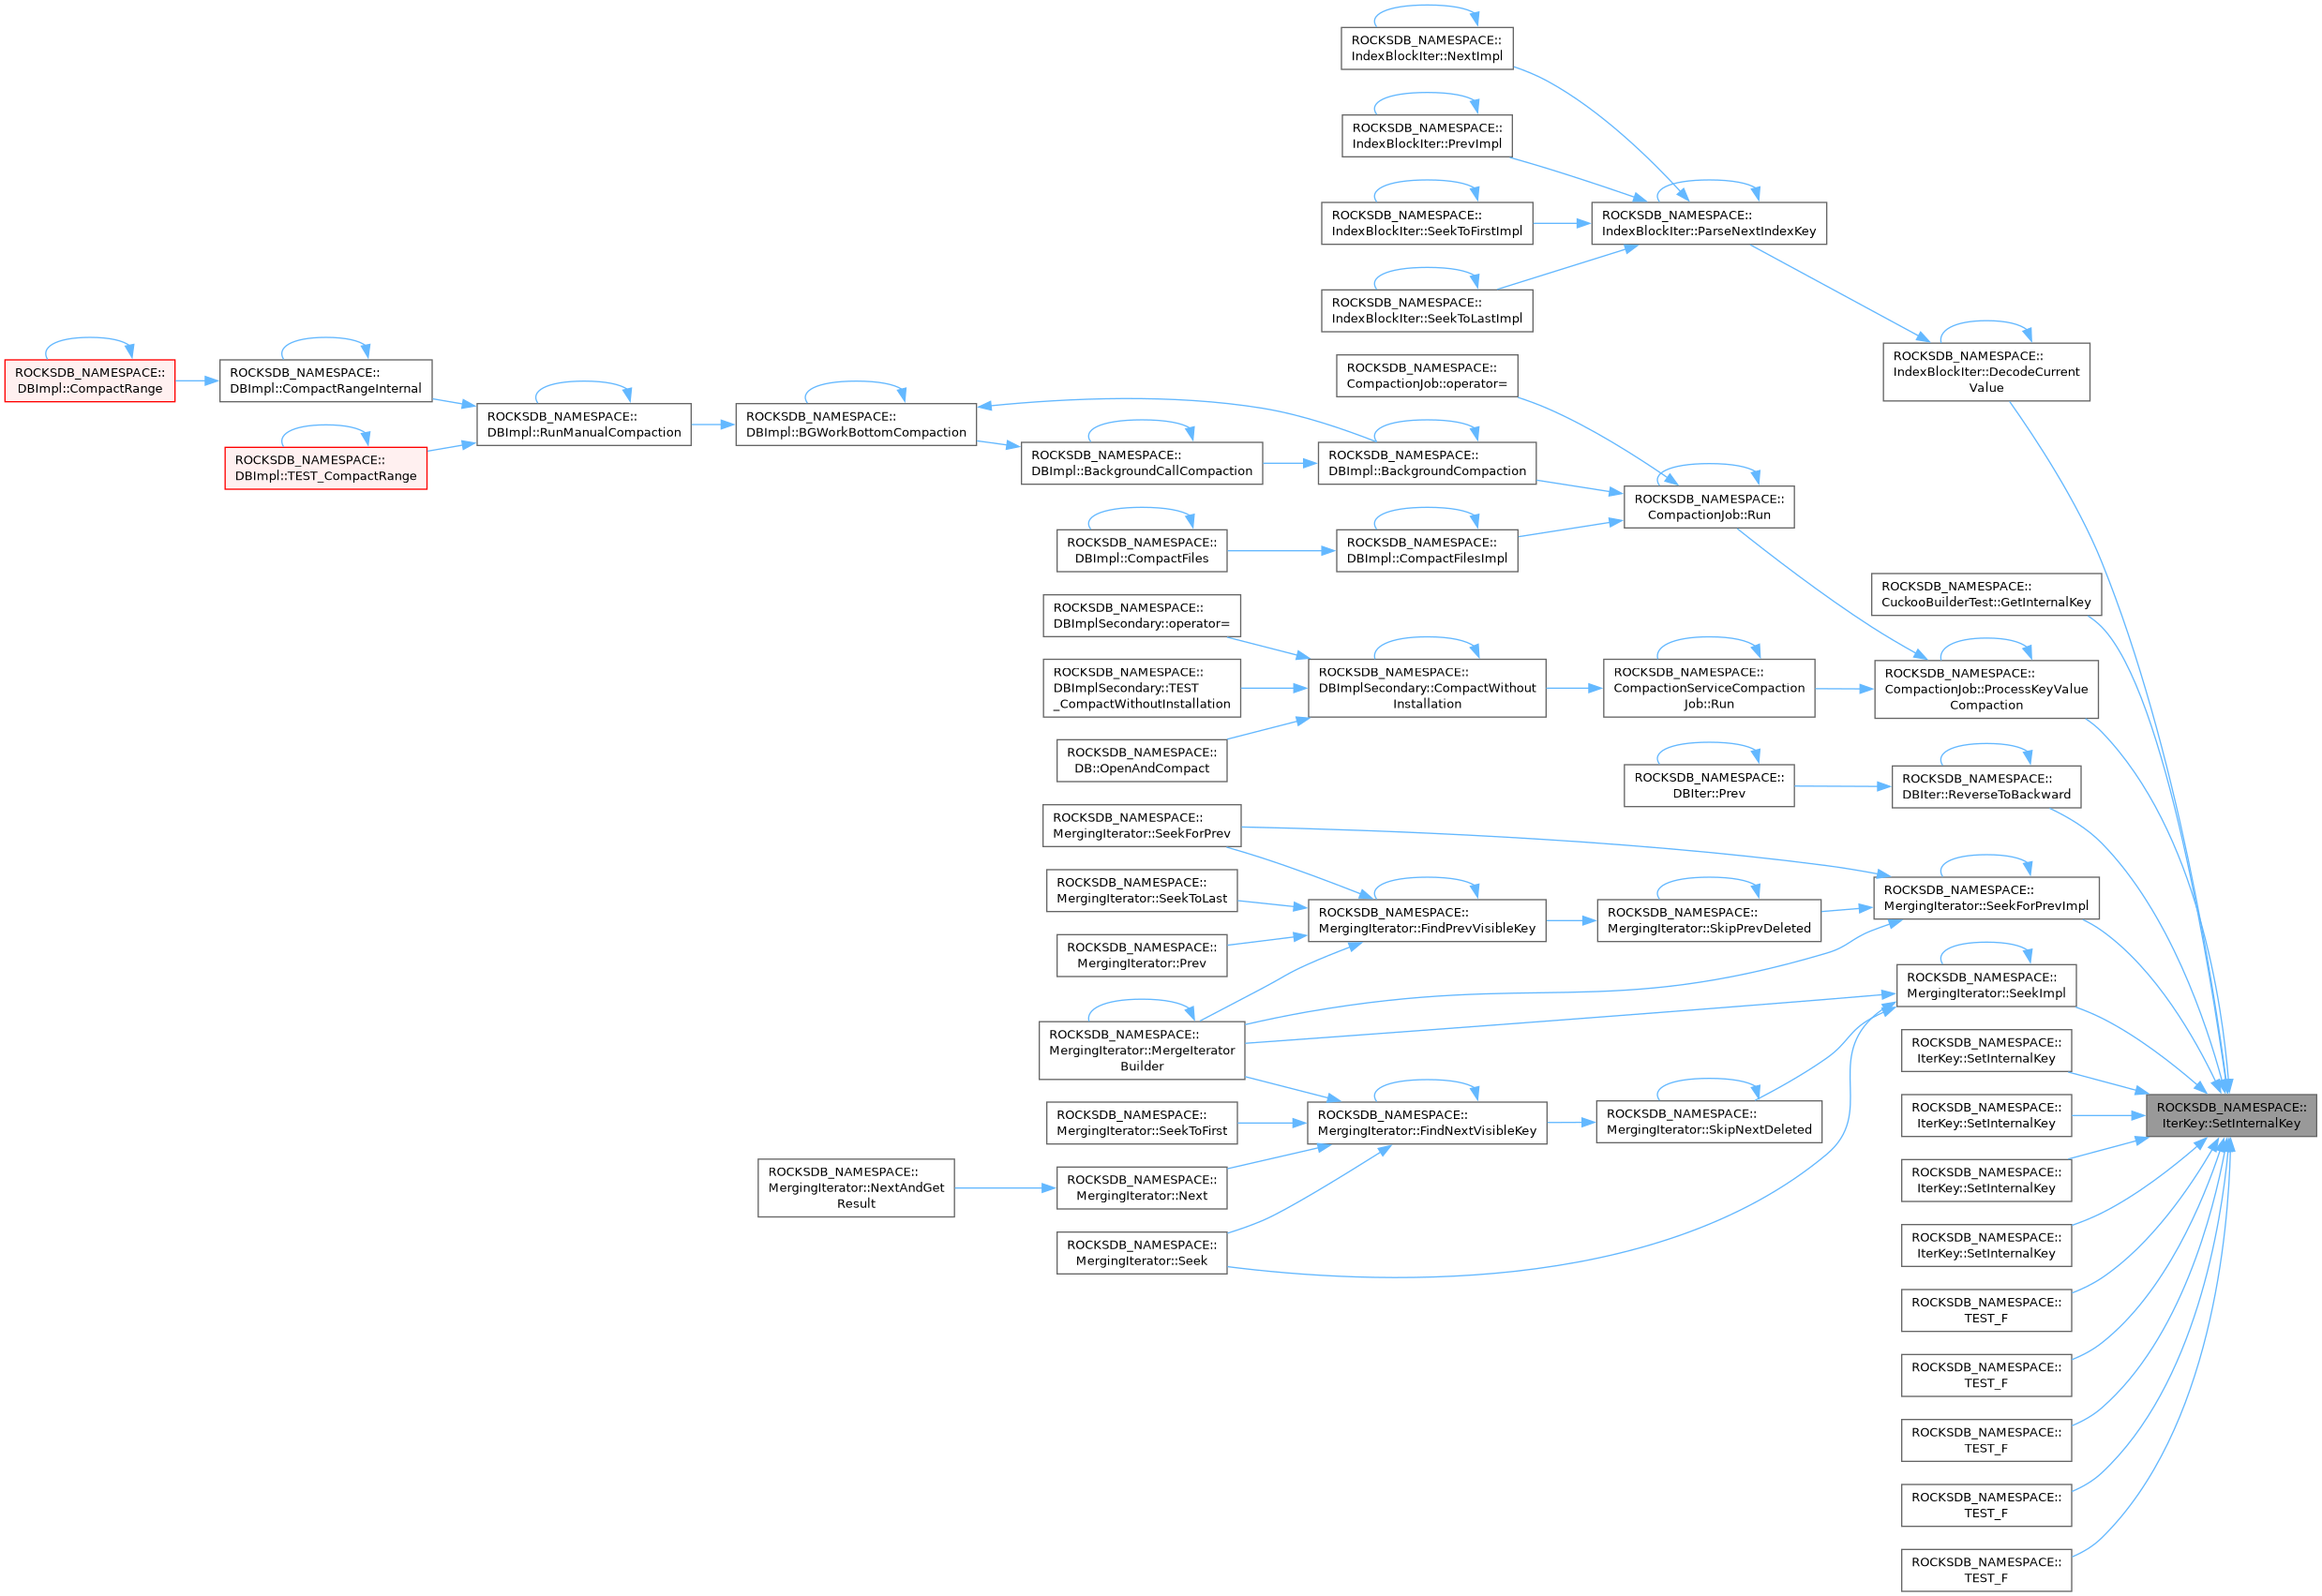 ROCKSDB_NAMESPACE::
IndexBlockIter::NextImpl
ROCKSDB_NAMESPACE::
IndexBlockIter::PrevImpl
ROCKSDB_NAMESPACE::
IndexBlockIter::SeekToFirstImpl
ROCKSDB_NAMESPACE::
IndexBlockIter::ParseNextIndexKey
ROCKSDB_NAMESPACE::
IndexBlockIter::SeekToLastImpl
ROCKSDB_NAMESPACE::
DBImpl::CompactRange
ROCKSDB_NAMESPACE::
DBImpl::CompactRangeInternal
ROCKSDB_NAMESPACE::
CompactionJob::operator=
ROCKSDB_NAMESPACE::
IndexBlockIter::DecodeCurrent
Value
ROCKSDB_NAMESPACE::
DBImpl::RunManualCompaction
ROCKSDB_NAMESPACE::
DBImpl::BGWorkBottomCompaction
ROCKSDB_NAMESPACE::
DBImpl::TEST_CompactRange
ROCKSDB_NAMESPACE::
DBImpl::BackgroundCallCompaction
ROCKSDB_NAMESPACE::
DBImpl::BackgroundCompaction
ROCKSDB_NAMESPACE::
CompactionJob::Run
ROCKSDB_NAMESPACE::
DBImpl::CompactFiles
ROCKSDB_NAMESPACE::
DBImpl::CompactFilesImpl
ROCKSDB_NAMESPACE::
CuckooBuilderTest::GetInternalKey
ROCKSDB_NAMESPACE::
DBImplSecondary::operator=
ROCKSDB_NAMESPACE::
DBImplSecondary::TEST
_CompactWithoutInstallation
ROCKSDB_NAMESPACE::
DBImplSecondary::CompactWithout
Installation
ROCKSDB_NAMESPACE::
CompactionServiceCompaction
Job::Run
ROCKSDB_NAMESPACE::
CompactionJob::ProcessKeyValue
Compaction
ROCKSDB_NAMESPACE::
DB::OpenAndCompact
ROCKSDB_NAMESPACE::
DBIter::Prev
ROCKSDB_NAMESPACE::
DBIter::ReverseToBackward
ROCKSDB_NAMESPACE::
MergingIterator::SeekForPrev
ROCKSDB_NAMESPACE::
MergingIterator::SeekToLast
ROCKSDB_NAMESPACE::
MergingIterator::FindPrevVisibleKey
ROCKSDB_NAMESPACE::
MergingIterator::SkipPrevDeleted
ROCKSDB_NAMESPACE::
MergingIterator::SeekForPrevImpl
ROCKSDB_NAMESPACE::
MergingIterator::Prev
ROCKSDB_NAMESPACE::
MergingIterator::SeekImpl
ROCKSDB_NAMESPACE::
MergingIterator::MergeIterator
Builder
ROCKSDB_NAMESPACE::
IterKey::SetInternalKey
ROCKSDB_NAMESPACE::
MergingIterator::SeekToFirst
ROCKSDB_NAMESPACE::
MergingIterator::FindNextVisibleKey
ROCKSDB_NAMESPACE::
MergingIterator::SkipNextDeleted
ROCKSDB_NAMESPACE::
IterKey::SetInternalKey
ROCKSDB_NAMESPACE::
IterKey::SetInternalKey
ROCKSDB_NAMESPACE::
MergingIterator::NextAndGet
Result
ROCKSDB_NAMESPACE::
MergingIterator::Next
ROCKSDB_NAMESPACE::
IterKey::SetInternalKey
ROCKSDB_NAMESPACE::
MergingIterator::Seek
ROCKSDB_NAMESPACE::
IterKey::SetInternalKey
ROCKSDB_NAMESPACE::
TEST_F
ROCKSDB_NAMESPACE::
TEST_F
ROCKSDB_NAMESPACE::
TEST_F
ROCKSDB_NAMESPACE::
TEST_F
ROCKSDB_NAMESPACE::
TEST_F